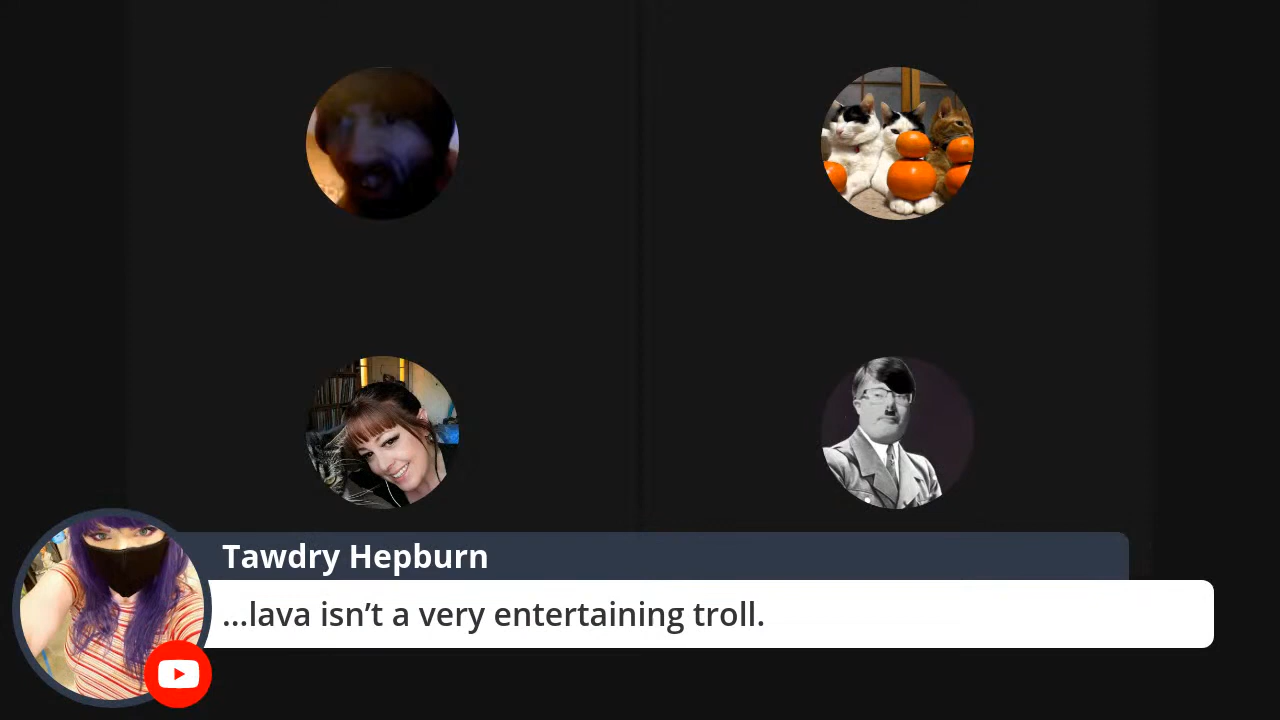 Tawdry Hepburn
...lava isn’t a very entertaining troll.